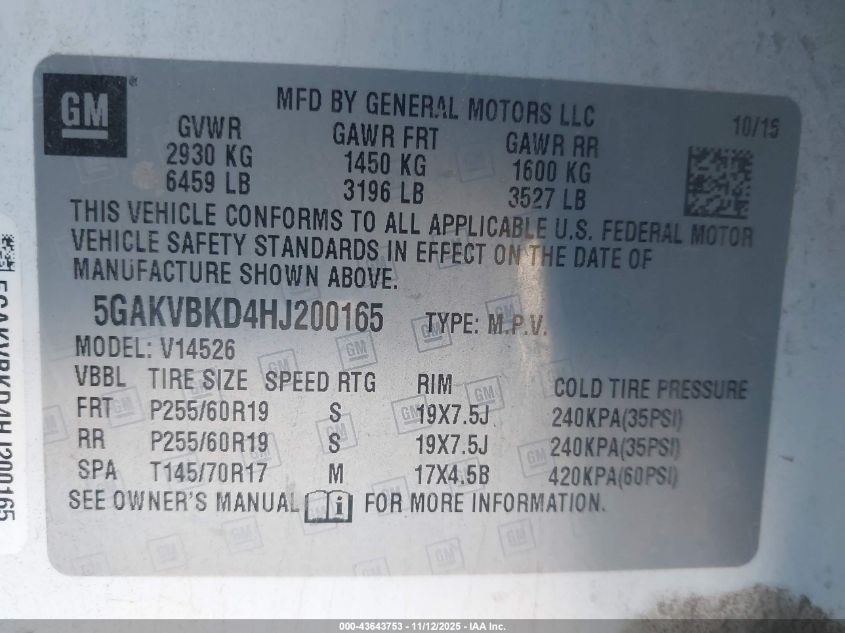 GM
MFD BY GENERAL MOTORS LLC
10/15
GVWR GAWR FRT GAWR RR
2930 KG 1450 KG 1600 KG
6459 LB 3196 LB 3527 LB
THIS VEHICLE CONFORMS TO ALL APPLICABLE U.S. FEDERAL MOTOR
VEHICLE SAFETY STANDARDS IN EFFECT ON THE DATE OF
MANUFACTURE SHOWN ABOVE.
5GAKVBKD4HJ200165 TYPE: M.P.V.
MODEL: V14526
VBBL TIRE SIZE SPEED RTG RIM COLD TIRE PRESSURE
FRT P255/60R19 S 19X7.5J 240KPA(35PSI)
RR P255/60R19 S 19X7.5J 240KPA(35PSI)
SPA T145/70R17 M 17X4.5B 420KPA(60PSI)
SEE OWNER'S MANUAL FOR MORE INFORMATION.
5GAKVBKD4HJ200165
000-43643753 - 11/12/2025 - IAA Inc.